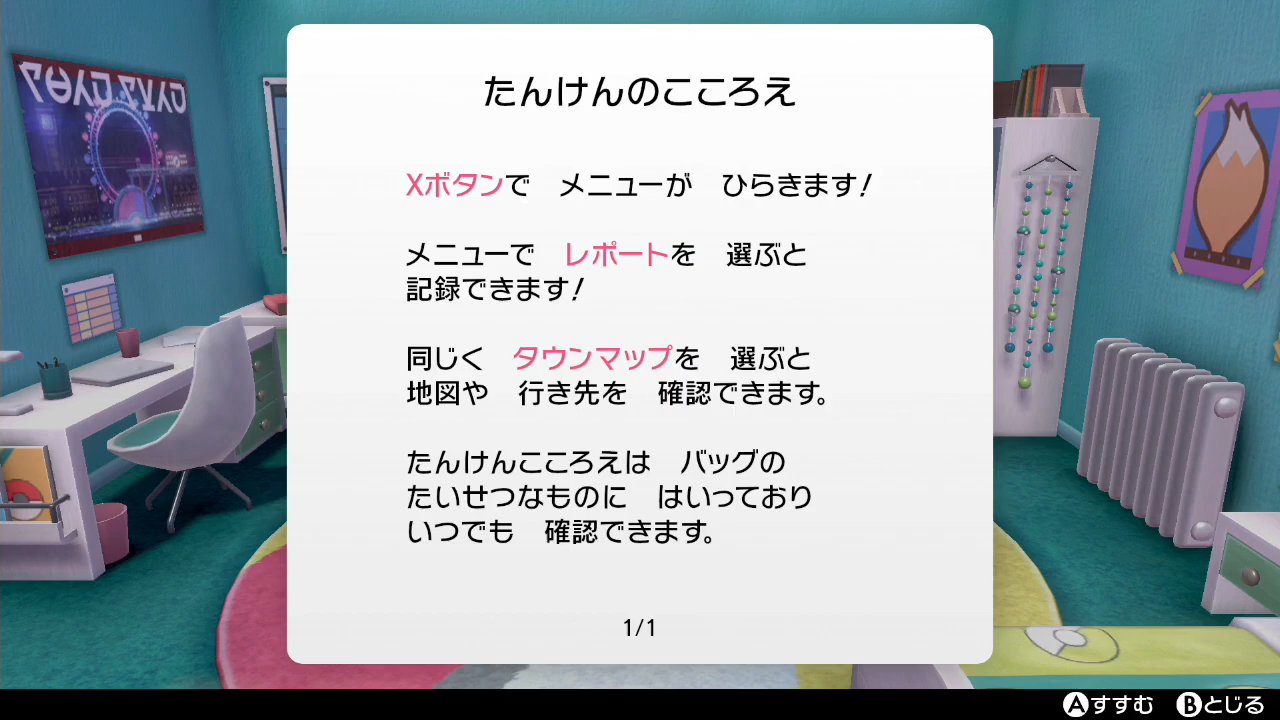 たんけんのこころえ
Xボタンで　メニューが　ひらきます!
メニューで　レポートを　選ぶと
記録できます!
同じく　タウンマップを　選ぶと
地図や　行き先を　確認できます。
たんけんこころえは　バッグの
たいせつなものに　はいっており
いつでも　確認できます。
1/1
Aすすむ　Bとじる